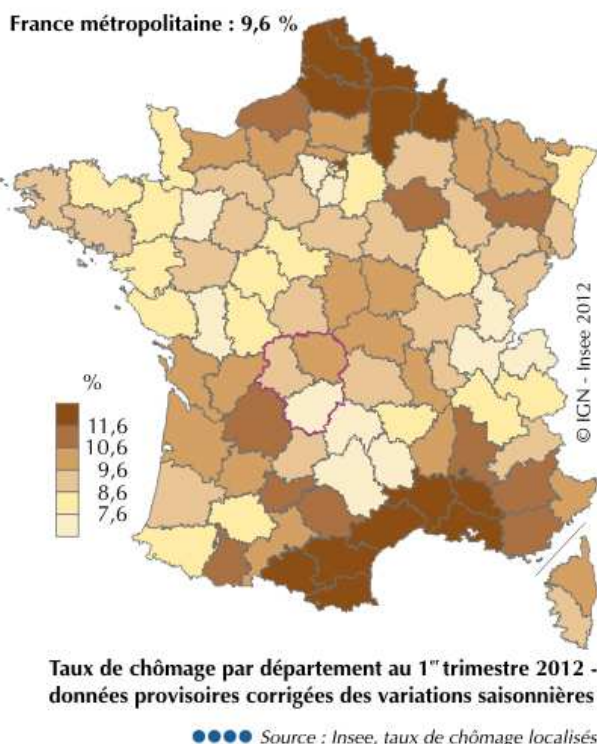 France métropolitaine : 9,6 %
%
11,6
10,6
9,6
8,6
7,6
© IGN - Insee 2012
Taux de chômage par département au 1er trimestre 2012 -
données provisoires corrigées des variations saisonnières
Source : Insee, taux de chômage localisés